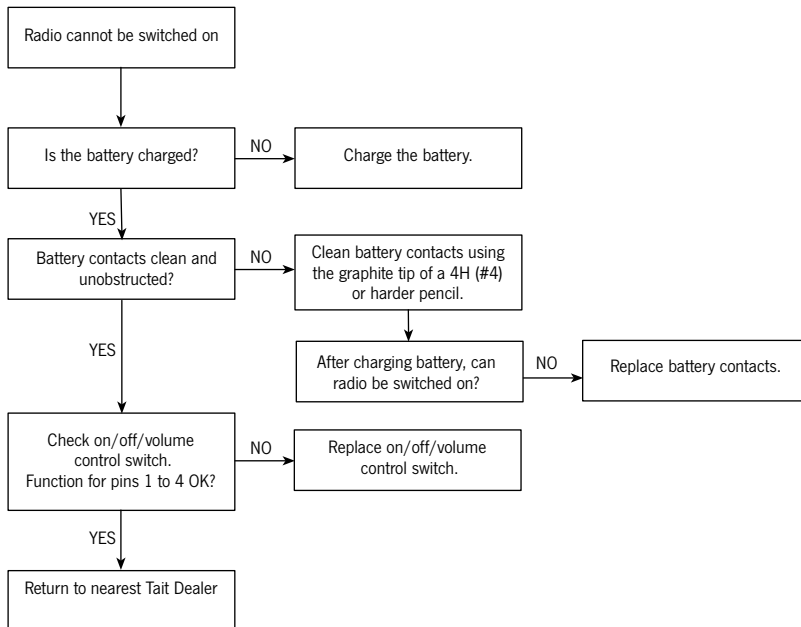 Radio cannot be switched on
Is the battery charged?
NO
Charge the battery.
YES
Battery contacts clean and
unobstructed?
NO
Clean battery contacts using
the graphite tip of a 4H (#4)
or harder pencil.
After charging battery, can
radio be switched on?
NO
Replace battery contacts.
YES
Check on/off/volume
control switch.
Function for pins 1 to 4 OK?
NO
Replace on/off/volume
control switch.
YES
Return to nearest Tait Dealer